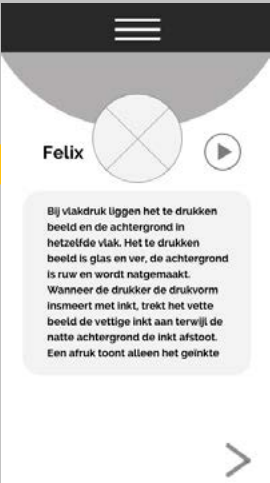 Felix
Bij vlakdruk liggen het te drukken
beeld en de achtergrond in
hetzelfde vlak. Het te drukken
beeld is glas en ver, de achtergrond
is ruw en wordt natgemaakt.
Wanneer de drukker de drukvorm
insmeert met inkt, trekt het vette
beeld de vettige inkt aan terwijl de
natte achtergrond de inkt afstoot.
Een afruk toont alleen het geïnkte